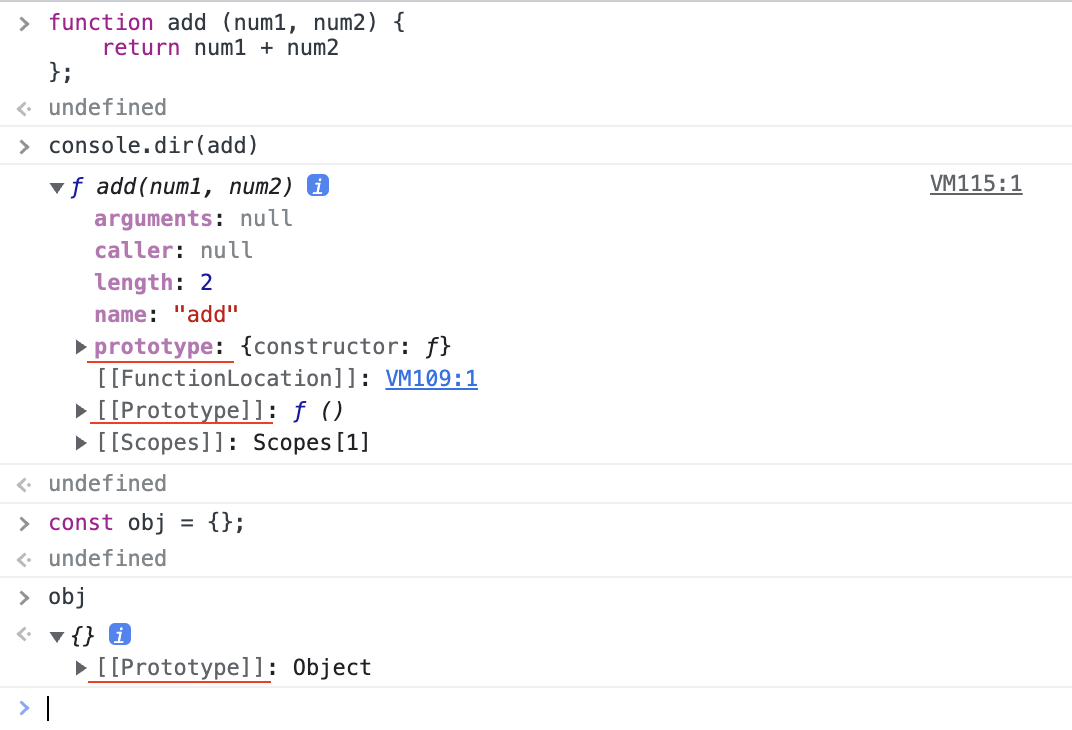 > function add (num1, num2) {
    return num1 + num2
};
undefined
> console.dir(add)
▼ ƒ add(num1, num2) i VM115:1
arguments: null
caller: null
length: 2
name: "add"
▶ prototype: {constructor: ƒ}
[[FunctionLocation]]: VM109:1
▶ [[Prototype]]: ƒ ()
▶ [[Scopes]]: Scopes[1]
undefined
> const obj = {};
undefined
> obj
▼ {} i
▶ [[Prototype]]: Object
>